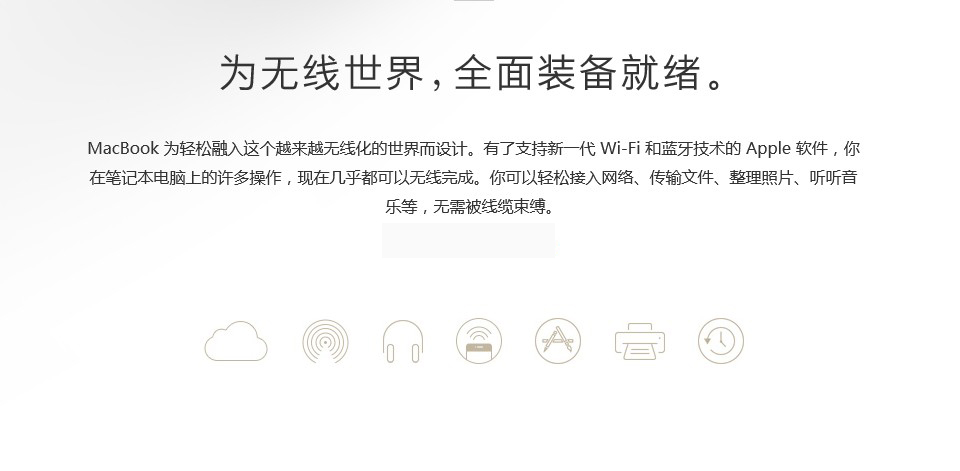 为无线世界，全面装备就绪。
MacBook 为轻松融入这个越来越无线化的世界而设计。有了支持新一代 Wi-Fi 和蓝牙技术的 Apple 软件，你
在笔记本电脑上的许多操作，现在几乎都可以无线完成。你可以轻松接入网络、传输文件、整理照片、听听音
乐等，无需被线缆束缚。